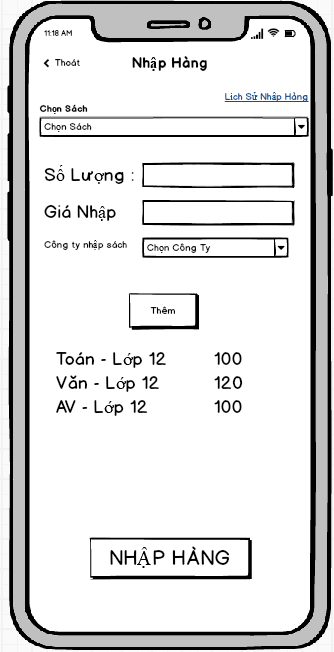 11:18 AM
Thoát
Nhập Hàng
Lịch Sử Nhập Hàng
Chọn Sách
Chọn Sách
Số Lượng :
Giá Nhập
Công ty nhập sách
Chọn Công Ty
Thêm
Toán - Lớp 12 100
Văn - Lớp 12 120
AV - Lớp 12 100
NHẬP HÀNG